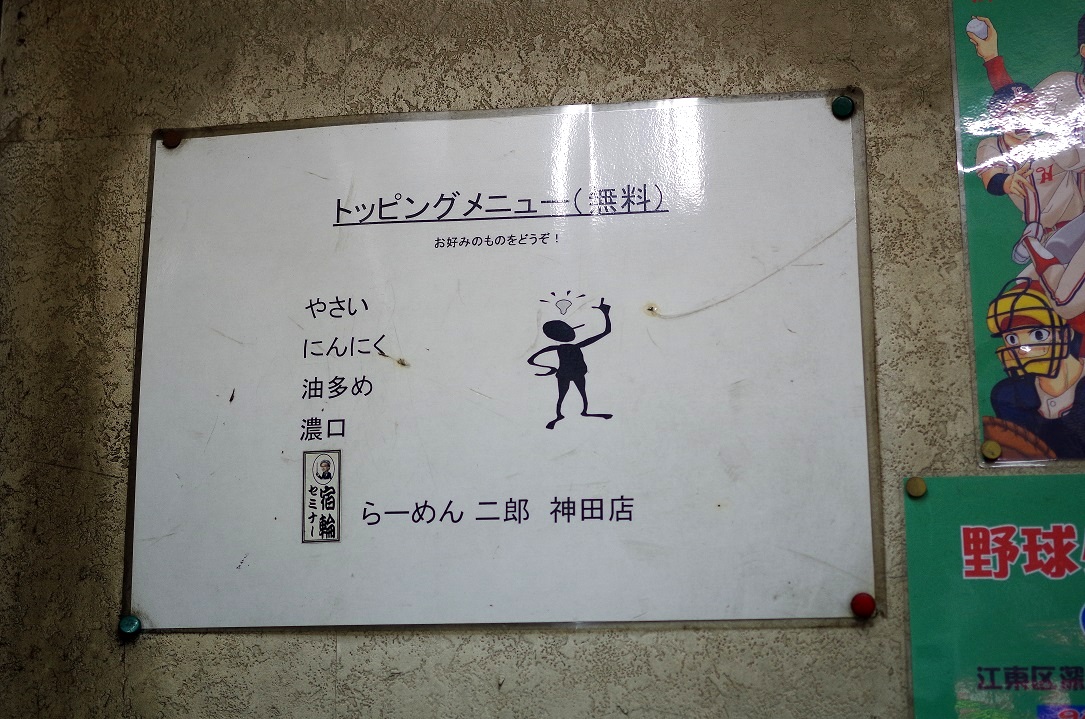 トッピングメニュー(無料)
お好みのものをどうぞ！
やさい
にんにく
油多め
濃口
宿輪
セミナー
らーめん 二郎 神田店
野球
江東区